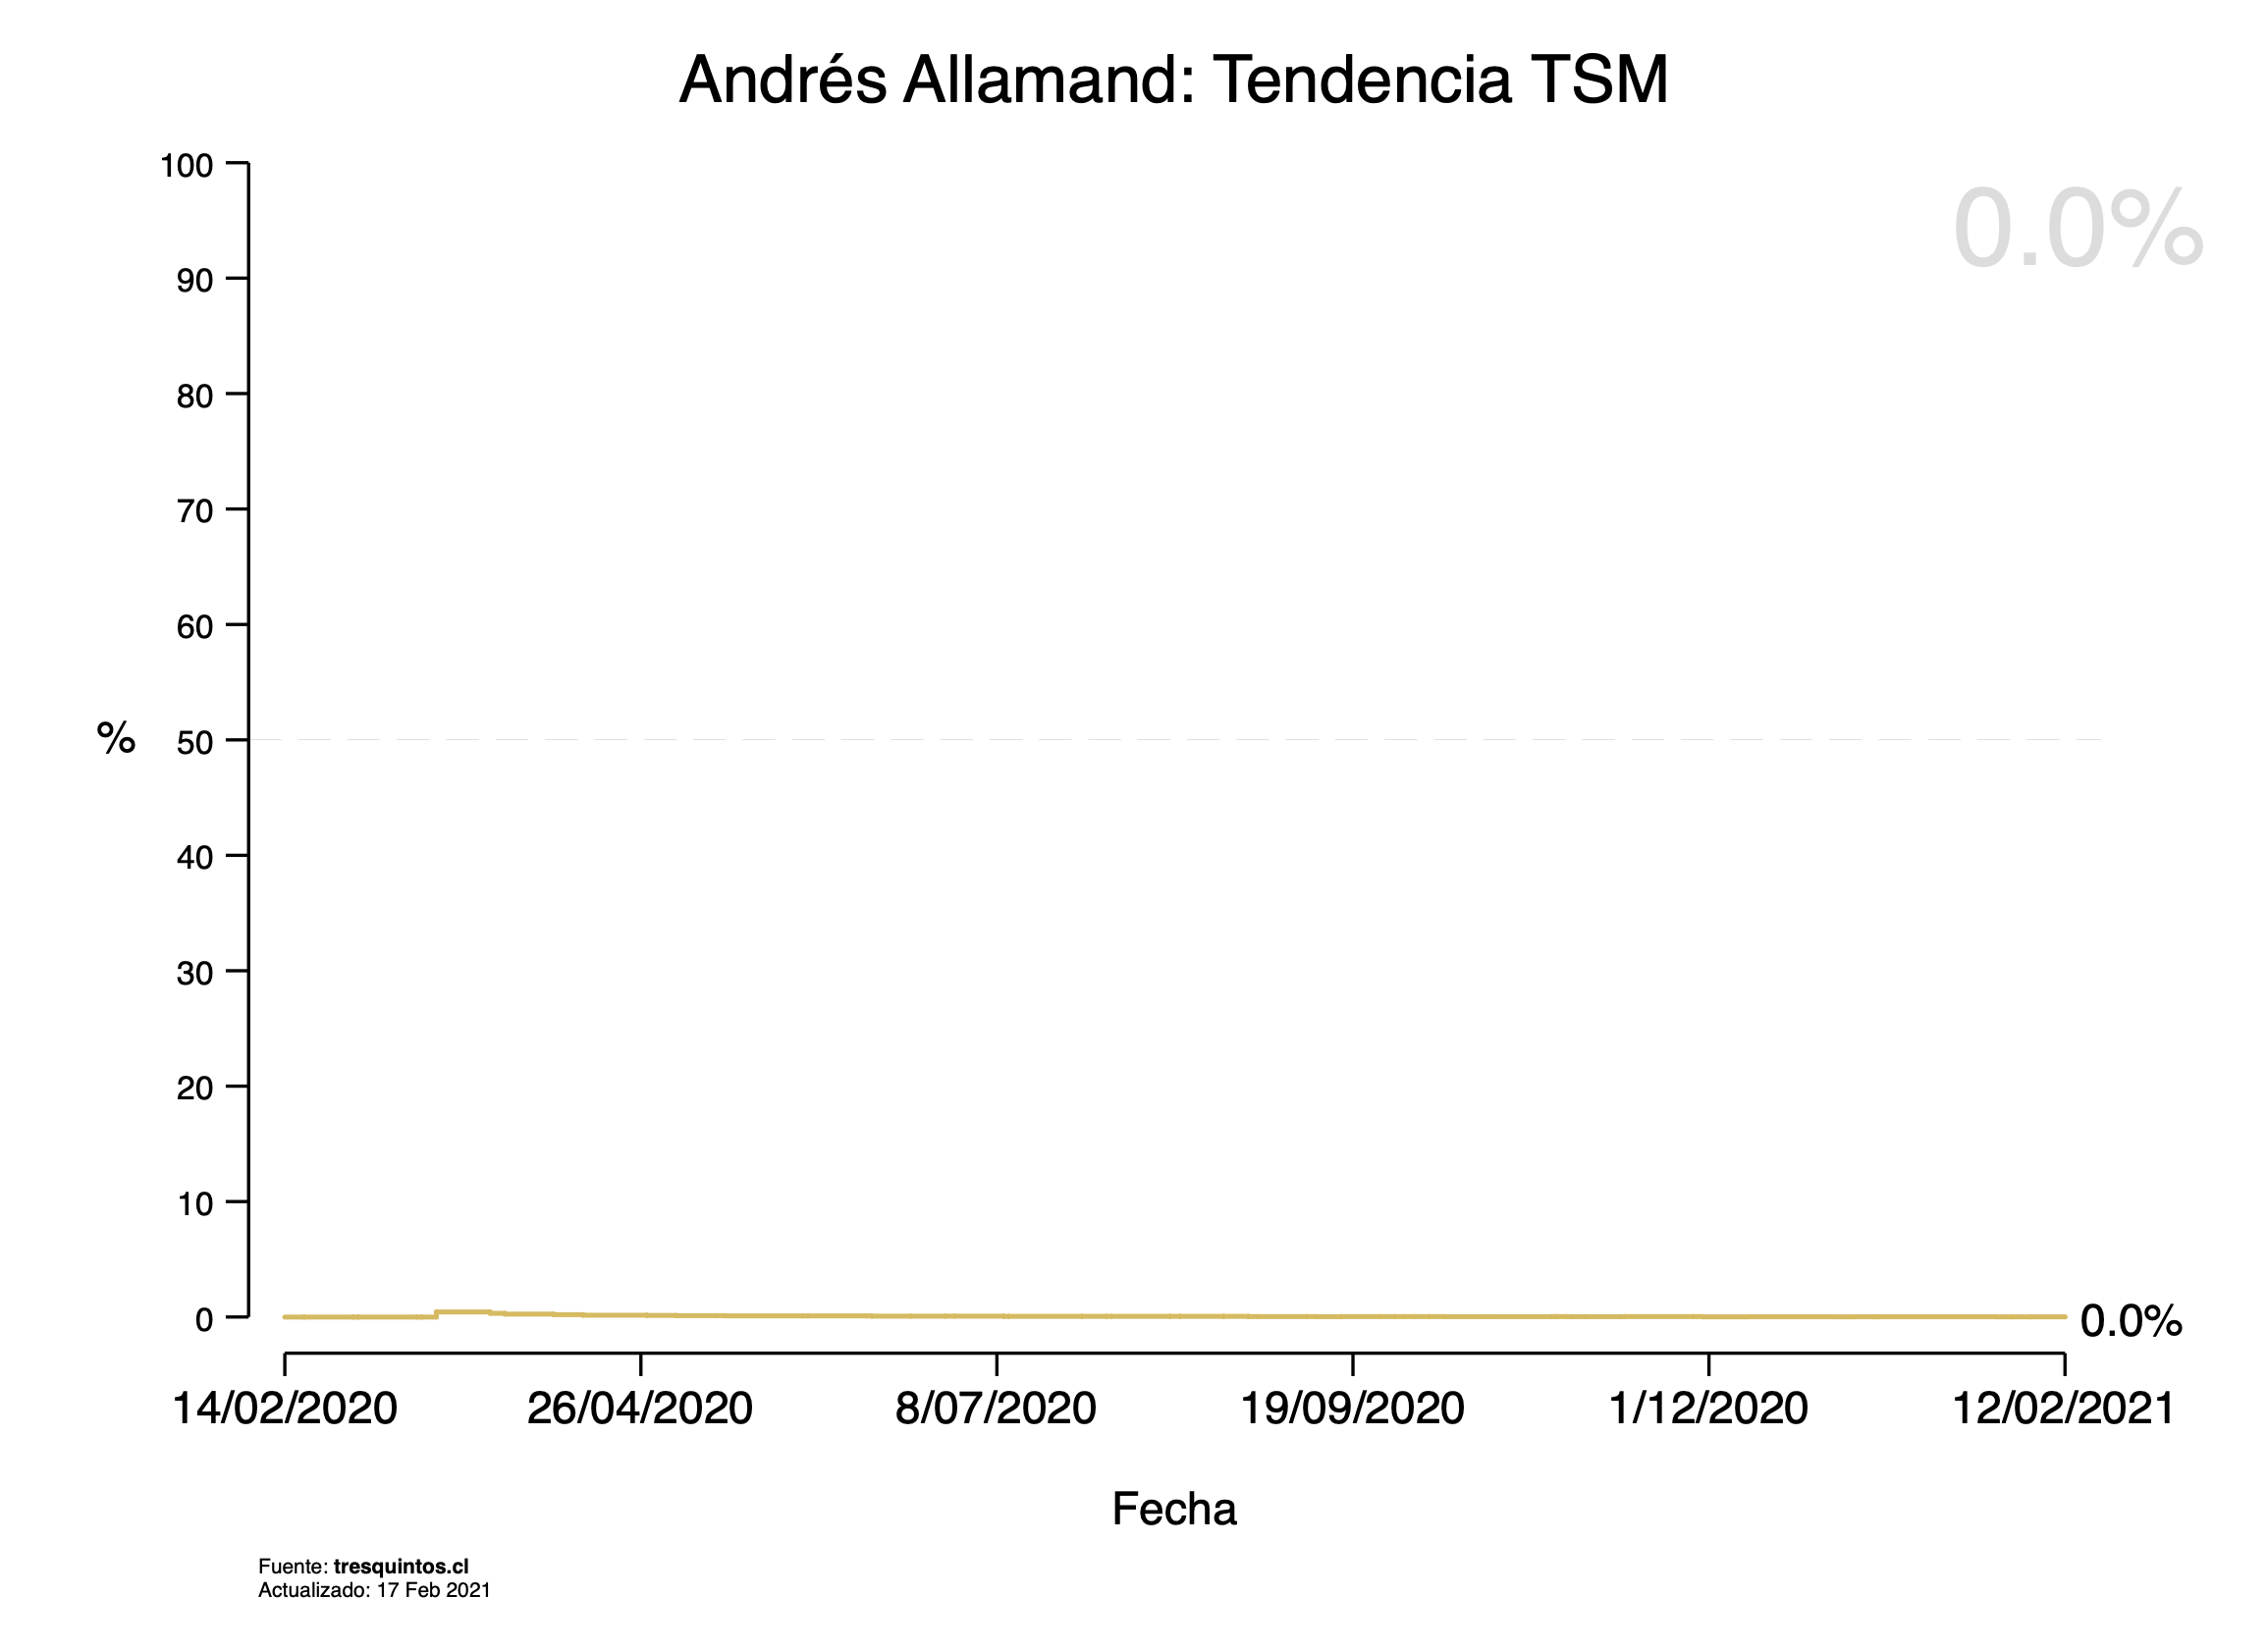 Andrés Allamand: Tendencia TSM
0.0%
100
90
80
70
60
% 50
40
30
20
10
0
0.0%
14/02/2020 26/04/2020 8/07/2020 19/09/2020 1/12/2020 12/02/2021
Fecha
Fuente: tresquintos.cl
Actualizado: 17 Feb 2021